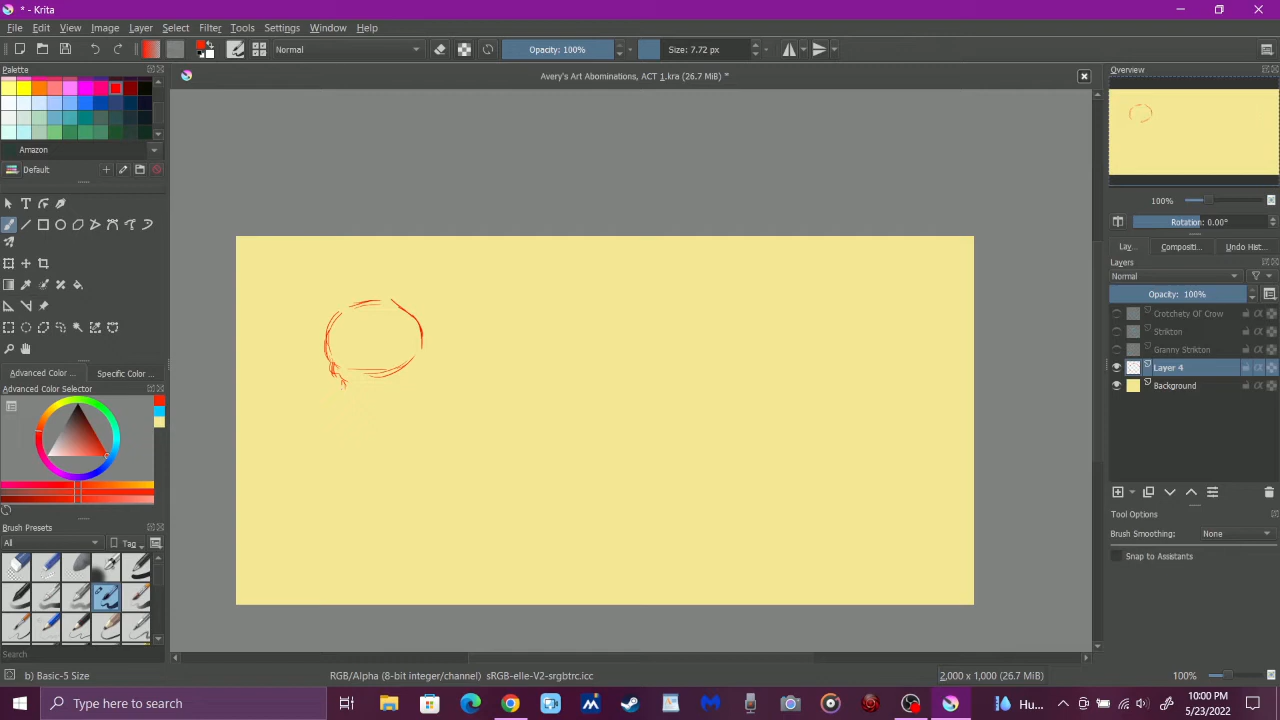 * - Krita
File Edit View Image Layer Select Filter Tools Settings Window Help
Normal Opacity: 100% Size: 7.72 px
Avery's Art Abominations, ACT 1.kra (26.7 MiB) *
Palette
Amazon
Default
Advanced Color ... Specific Color ...
Advanced Color Selector
Brush Presets
All Tag
Search
b) Basic-5 Size
RGB/Alpha (8-bit integer/channel) sRGB-elle-V2-srgbtrc.icc
2,000 x 1,000 (26.7 MiB)
100%
Overview
100%
Rotation: 0.00°
Lay... Compositi... Undo Hist...
Layers
Normal
Opacity: 100%
Crotchety Ol' Crow
Strikton
Granny Strikton
Layer 4
Background
Tool Options
Brush Smoothing: None
Snap to Assistants
Type here to search
Hu...
10:00 PM
5/23/2022